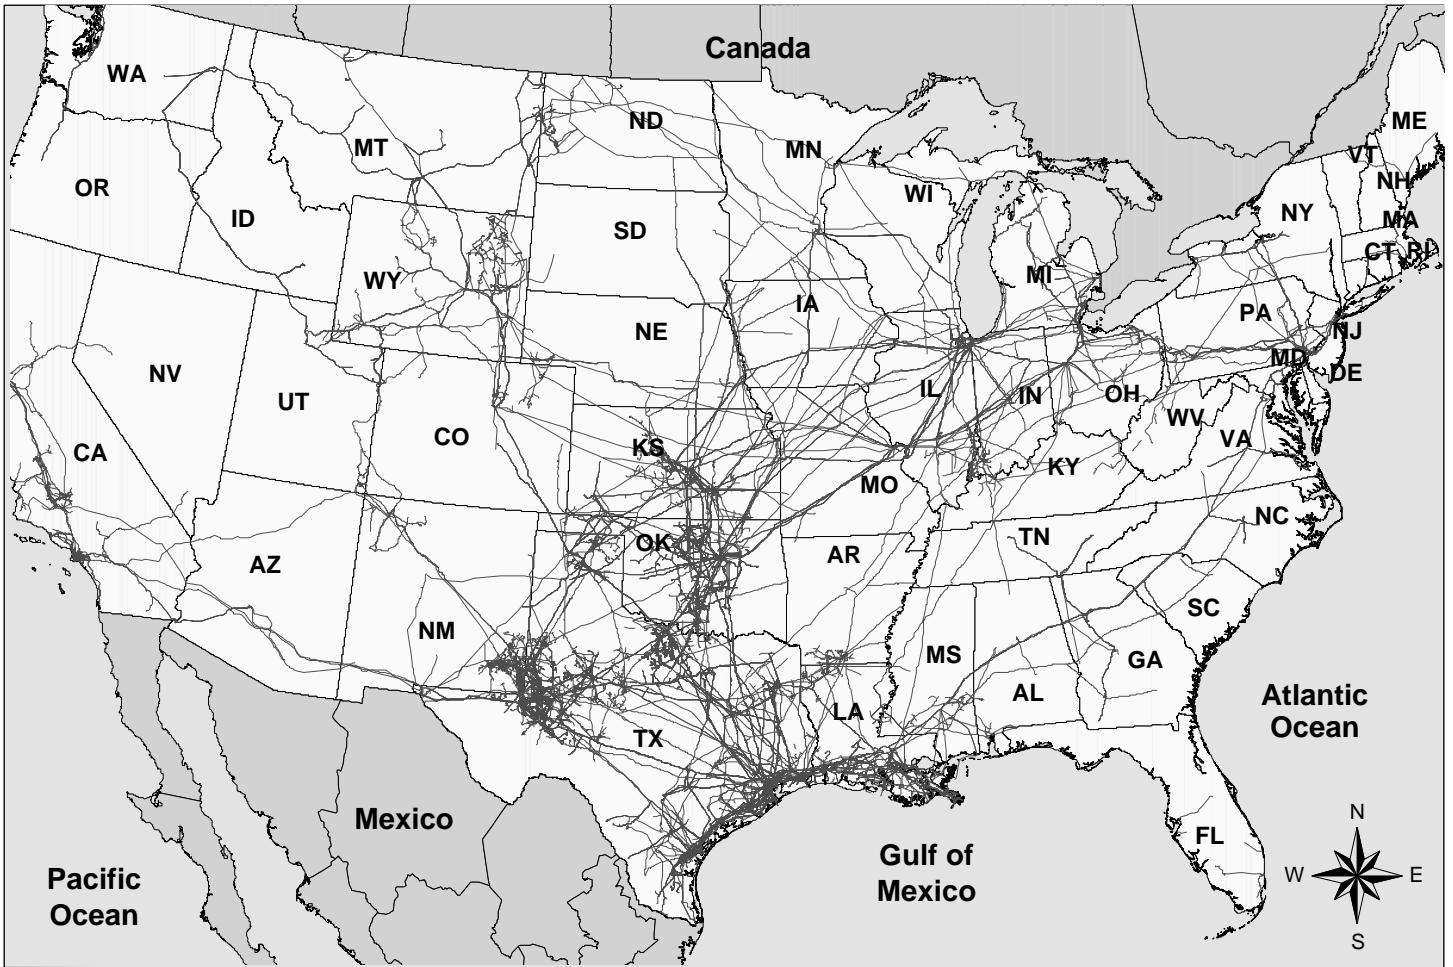 Canada
WA
ND
ME
MT
MN
VT
OR
WI
NH
ID
SD
NY
MA
CT
RI
WY
MI
IA
PA
NE
NJ
MD
DE
NV
UT
IL
IN
OH
WV
CO
VA
CA
KS
KY
MO
NC
TN
OK
AR
AZ
SC
NM
MS
GA
AL
Atlantic
Ocean
LA
TX
Mexico
N
FL
Gulf of
Mexico
W
E
Pacific
Ocean
S